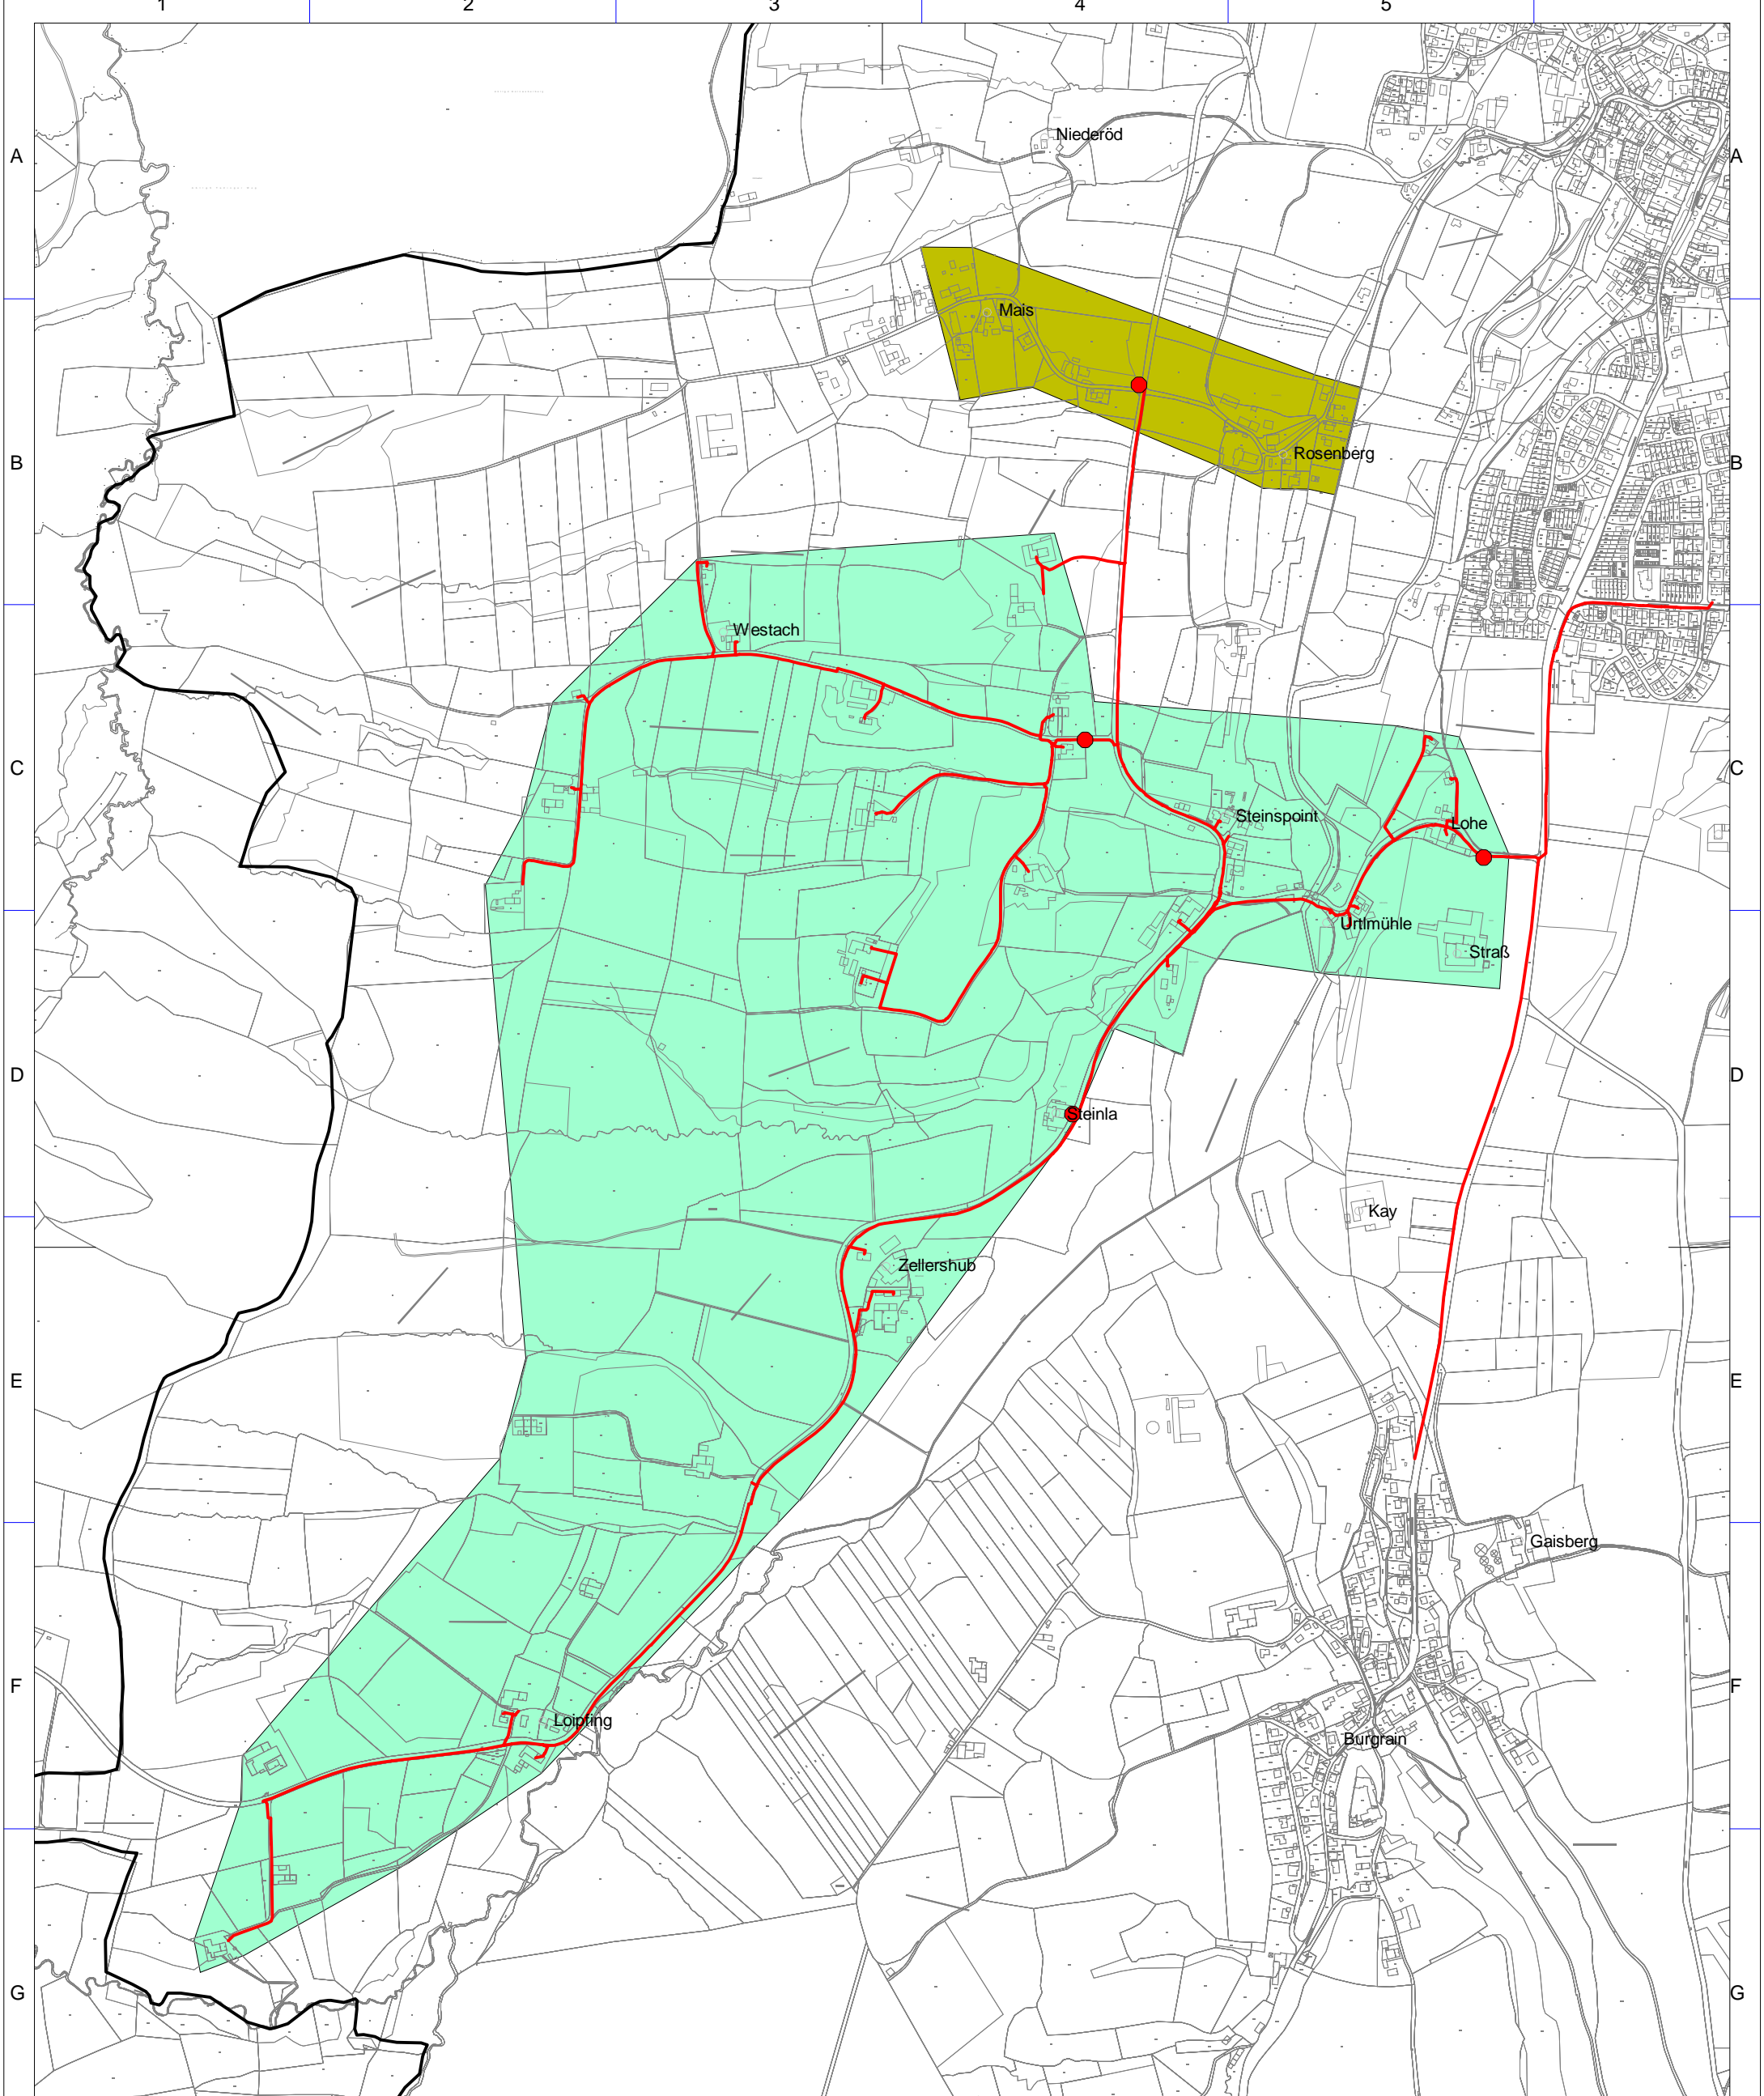 1 2 3 4 5
Niederöd
A A
Mais
Rosenberg
B B
Westach
C C
Steinspoint
Lohe
Urtlmühle
Straß
D D
Steinla
Kay
Zellershub
E E
Gaisberg
F F
Loipfing
Burgrain
G G